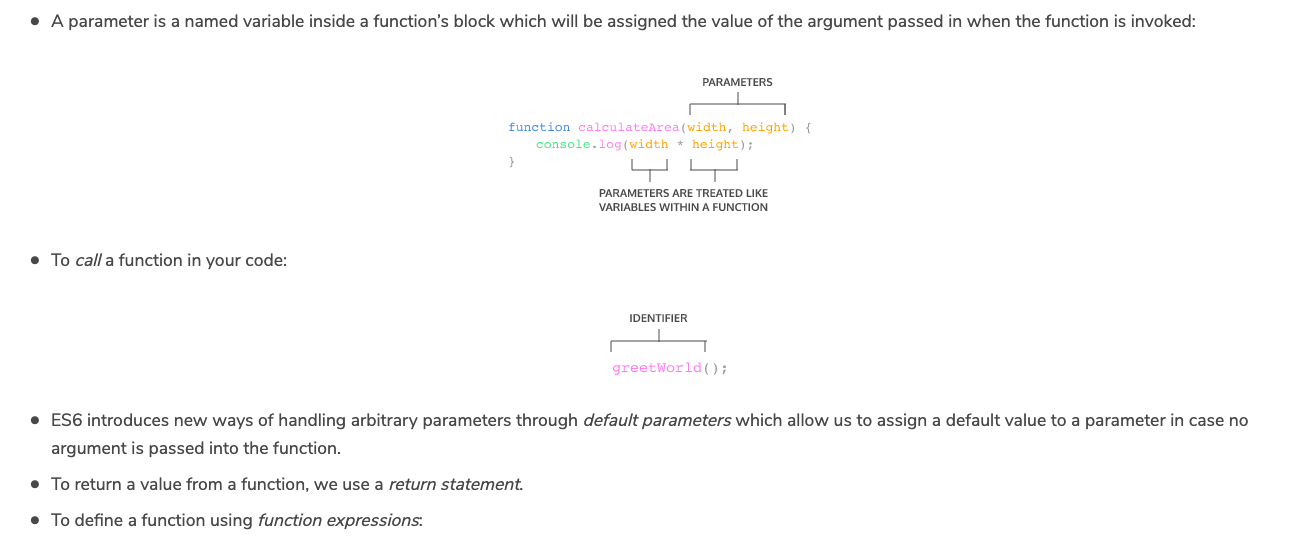 • A parameter is a named variable inside a function’s block which will be assigned the value of the argument passed in when the function is invoked:
PARAMETERS
function calculateArea(width, height) {
console.log(width * height);
}
PARAMETERS ARE TREATED LIKE
VARIABLES WITHIN A FUNCTION
• To call a function in your code:
IDENTIFIER
greetWorld();
• ES6 introduces new ways of handling arbitrary parameters through default parameters which allow us to assign a default value to a parameter in case no
argument is passed into the function.
• To return a value from a function, we use a return statement.
• To define a function using function expressions: